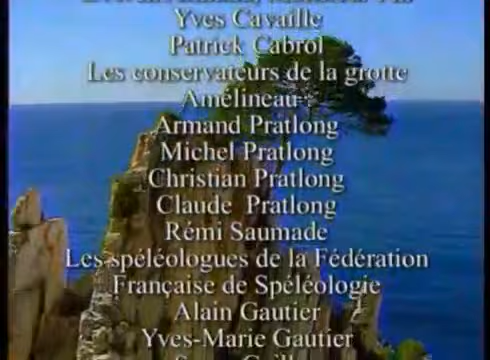 Yves Cavaille
Patrick Cabrol
Les conservateurs de la grotte
Amélineau
Armand Pratlong
Michel Pratlong
Christian Pratlong
Claude Pratlong
Rémi Saumade
Les spéléologues de la Fédération
Française de Spéléologie
Alain Gautier
Yves-Marie Gautier